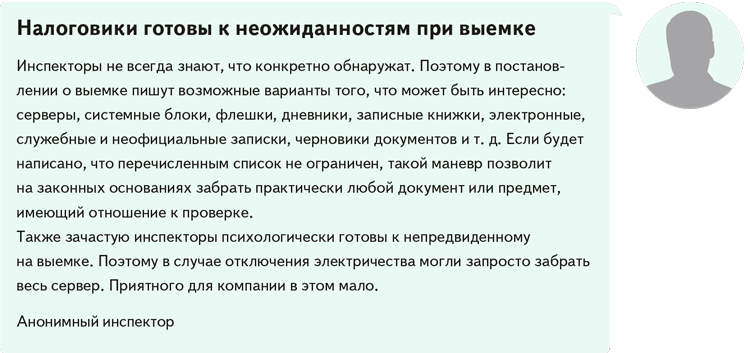 Налоговики готовы к неожиданностям при выемке
Инспекторы не всегда знают, что конкретно обнаружат. Поэтому в постанов-
лении о выемке пишут возможные варианты того, что может быть интересно:
серверы, системные блоки, флешки, дневники, записные книжки, электронные,
служебные и неофициальные записки, черновики документов и т. д. Если будет
написано, что перечисленным список не ограничен, такой маневр позволит
на законных основаниях забрать практически любой документ или предмет,
имеющий отношение к проверке.
Также зачастую инспекторы психологически готовы к непредвиденному
на выемке. Поэтому в случае отключения электричества могли запросто забрать
весь сервер. Приятного для компании в этом мало.
Анонимный инспектор